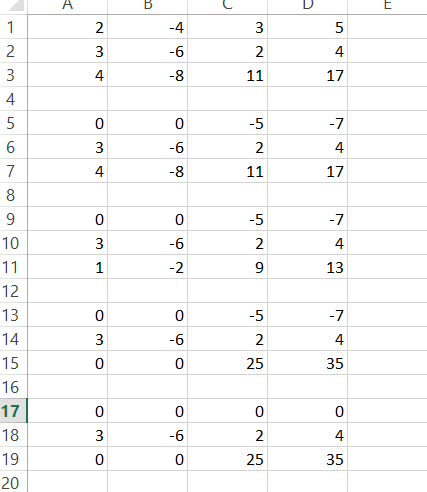 A B C D E
1 2 -4 3 5
2 3 -6 2 4
3 4 -8 11 17
4
5 0 0 -5 -7
6 3 -6 2 4
7 4 -8 11 17
8
9 0 0 -5 -7
10 3 -6 2 4
11 1 -2 9 13
12
13 0 0 -5 -7
14 3 -6 2 4
15 0 0 25 35
16
17 0 0 0 0
18 3 -6 2 4
19 0 0 25 35
20